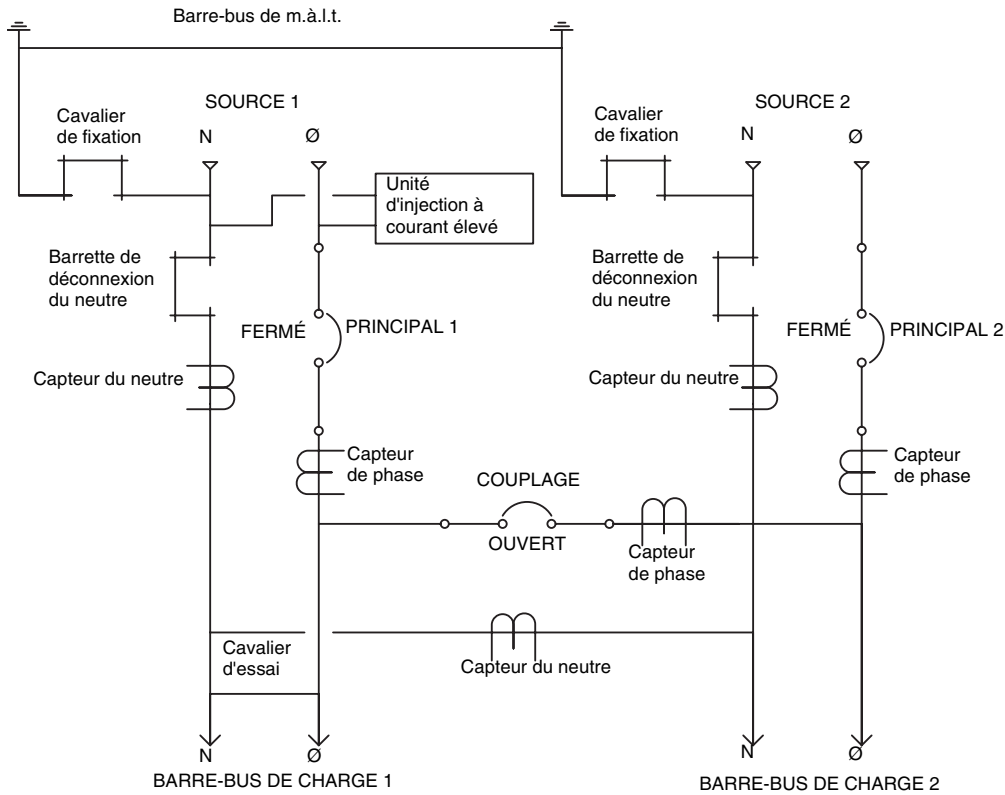 Barre-bus de m.à.l.t.
SOURCE 1
SOURCE 2
Cavalier
de fixation
N
Ø
Cavalier
de fixation
N
Ø
Unité
d'injection à
courant élevé
Barrette de
déconnexion
du neutre
Barrette de
déconnexion
du neutre
FERMÉ
PRINCIPAL 1
FERMÉ
PRINCIPAL 2
Capteur du neutre
Capteur du neutre
Capteur
de phase
Capteur
de phase
COUPLAGE
OUVERT
Capteur
de phase
Cavalier
d'essai
Capteur du neutre
N
Ø
N
Ø
BARRE-BUS DE CHARGE 1
BARRE-BUS DE CHARGE 2